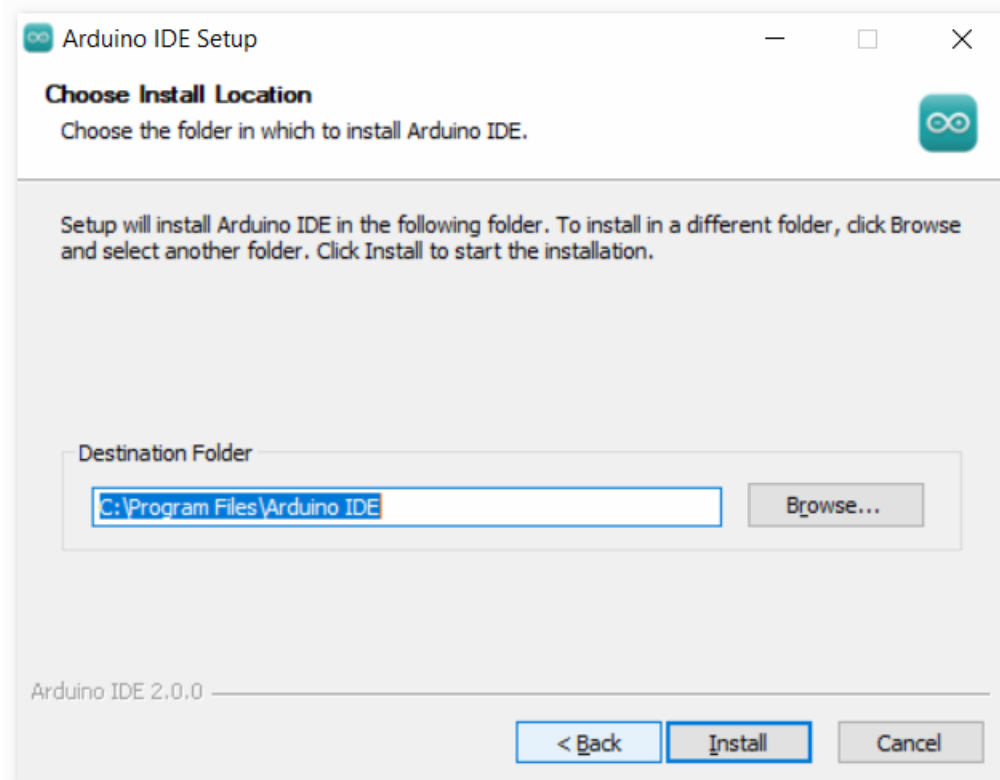 Arduino IDE Setup
Choose Install Location
Choose the folder in which to install Arduino IDE.
Setup will install Arduino IDE in the following folder. To install in a different folder, click Browse
and select another folder. Click Install to start the installation.
Destination Folder
C:\Program Files\Arduino IDE
Browse...
Arduino IDE 2.0.0
< Back
Install
Cancel